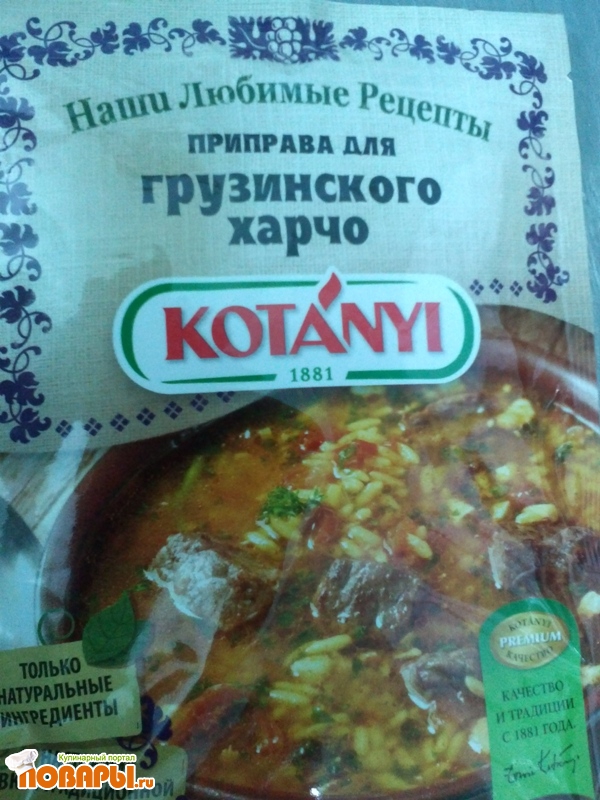 Наши Любимые Рецепты
ПРИПРАВА ДЛЯ
ГРУЗИНСКОГО
ХАРЧО
KOTÁNYI
1881
KOTÁNYI
PREMIUM
КАЧЕСТВО
КАЧЕСТВО
И ТРАДИЦИИ
С 1881 ГОДА.
ТОЛЬКО
НАТУРАЛЬНЫЕ
ИНГРЕДИЕНТЫ
Кулинарный портал
ПОВАРЫ.ru